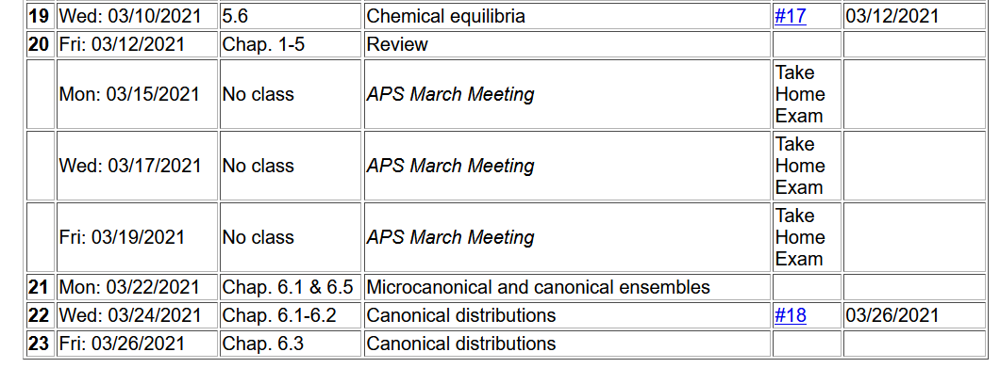 19 Wed: 03/10/2021 5.6 Chemical equilibria #17 03/12/2021
20 Fri: 03/12/2021 Chap. 1-5 Review
Mon: 03/15/2021 No class APS March Meeting Take Home Exam
Wed: 03/17/2021 No class APS March Meeting Take Home Exam
Fri: 03/19/2021 No class APS March Meeting Take Home Exam
21 Mon: 03/22/2021 Chap. 6.1 & 6.5 Microcanonical and canonical ensembles
22 Wed: 03/24/2021 Chap. 6.1-6.2 Canonical distributions #18 03/26/2021
23 Fri: 03/26/2021 Chap. 6.3 Canonical distributions